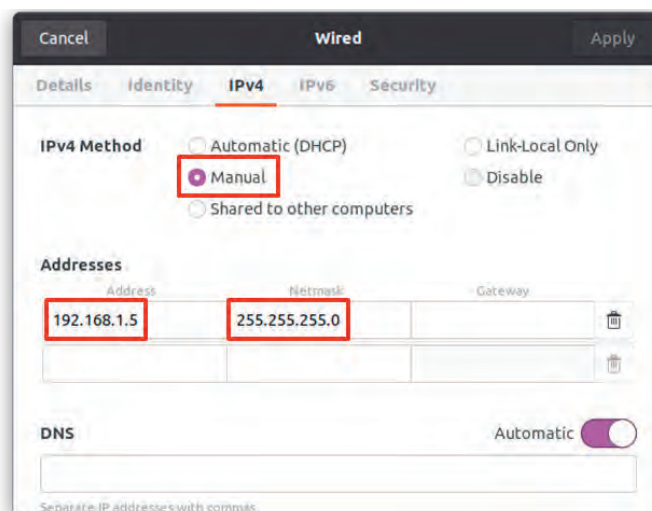 Cancel Wired Apply
Details Identity IPv4 IPv6 Security
IPv4 Method Automatic (DHCP) Link-Local Only
Manual Disable
Shared to other computers
Addresses
Address Netmask Gateway
192.168.1.5 255.255.255.0
DNS Automatic
Separate IP addresses with commas